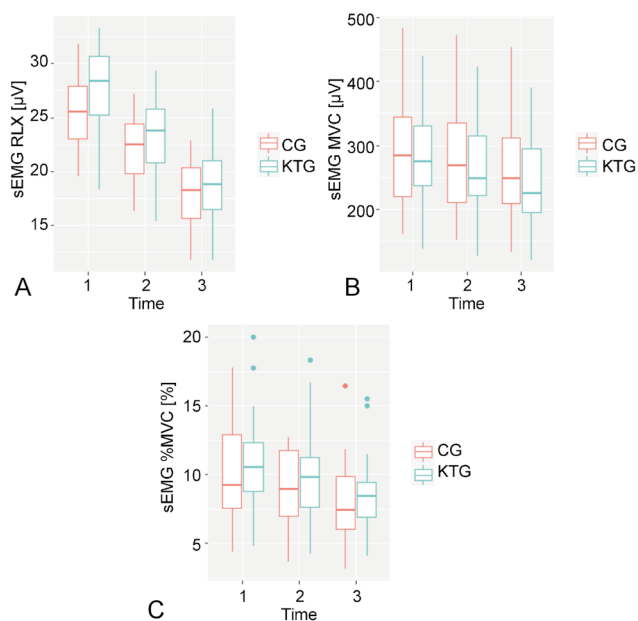 sEMG RLX [µV]
30
25
20
15
1 2 3
Time
A
CG
KTG
sEMG MVC [µV]
500
400
300
200
1 2 3
Time
B
CG
KTG
sEMG %MVC [%]
20
15
10
5
1 2 3
Time
C
CG
KTG